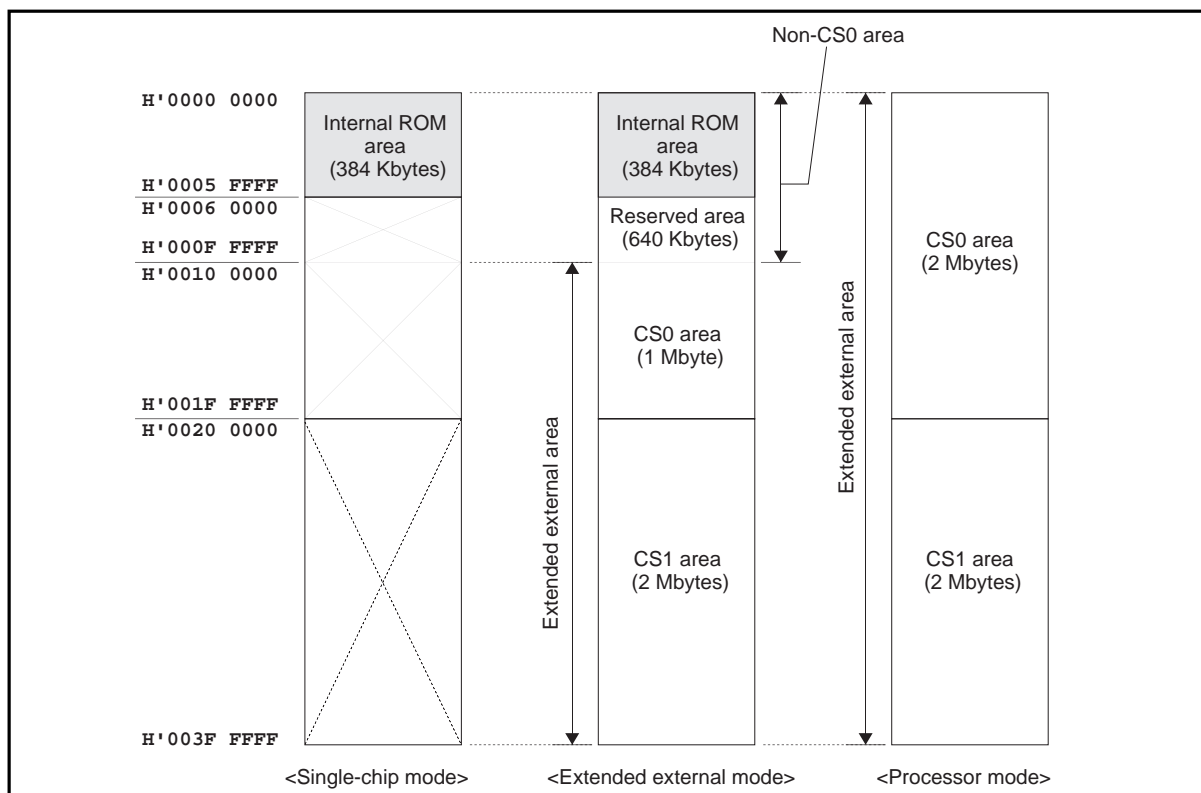 Non-CS0 area
H'0000 0000
H'0005 FFFF
H'0006 0000
H'000F FFFF
H'0010 0000
H'001F FFFF
H'0020 0000
H'003F FFFF
Internal ROM
area
(384 Kbytes)
<Single-chip mode>
Extended external area
Internal ROM
area
(384 Kbytes)
Reserved area
(640 Kbytes)
CS0 area
(1 Mbyte)
CS1 area
(2 Mbytes)
<Extended external mode>
Extended external area
CS0 area
(2 Mbytes)
CS1 area
(2 Mbytes)
<Processor mode>